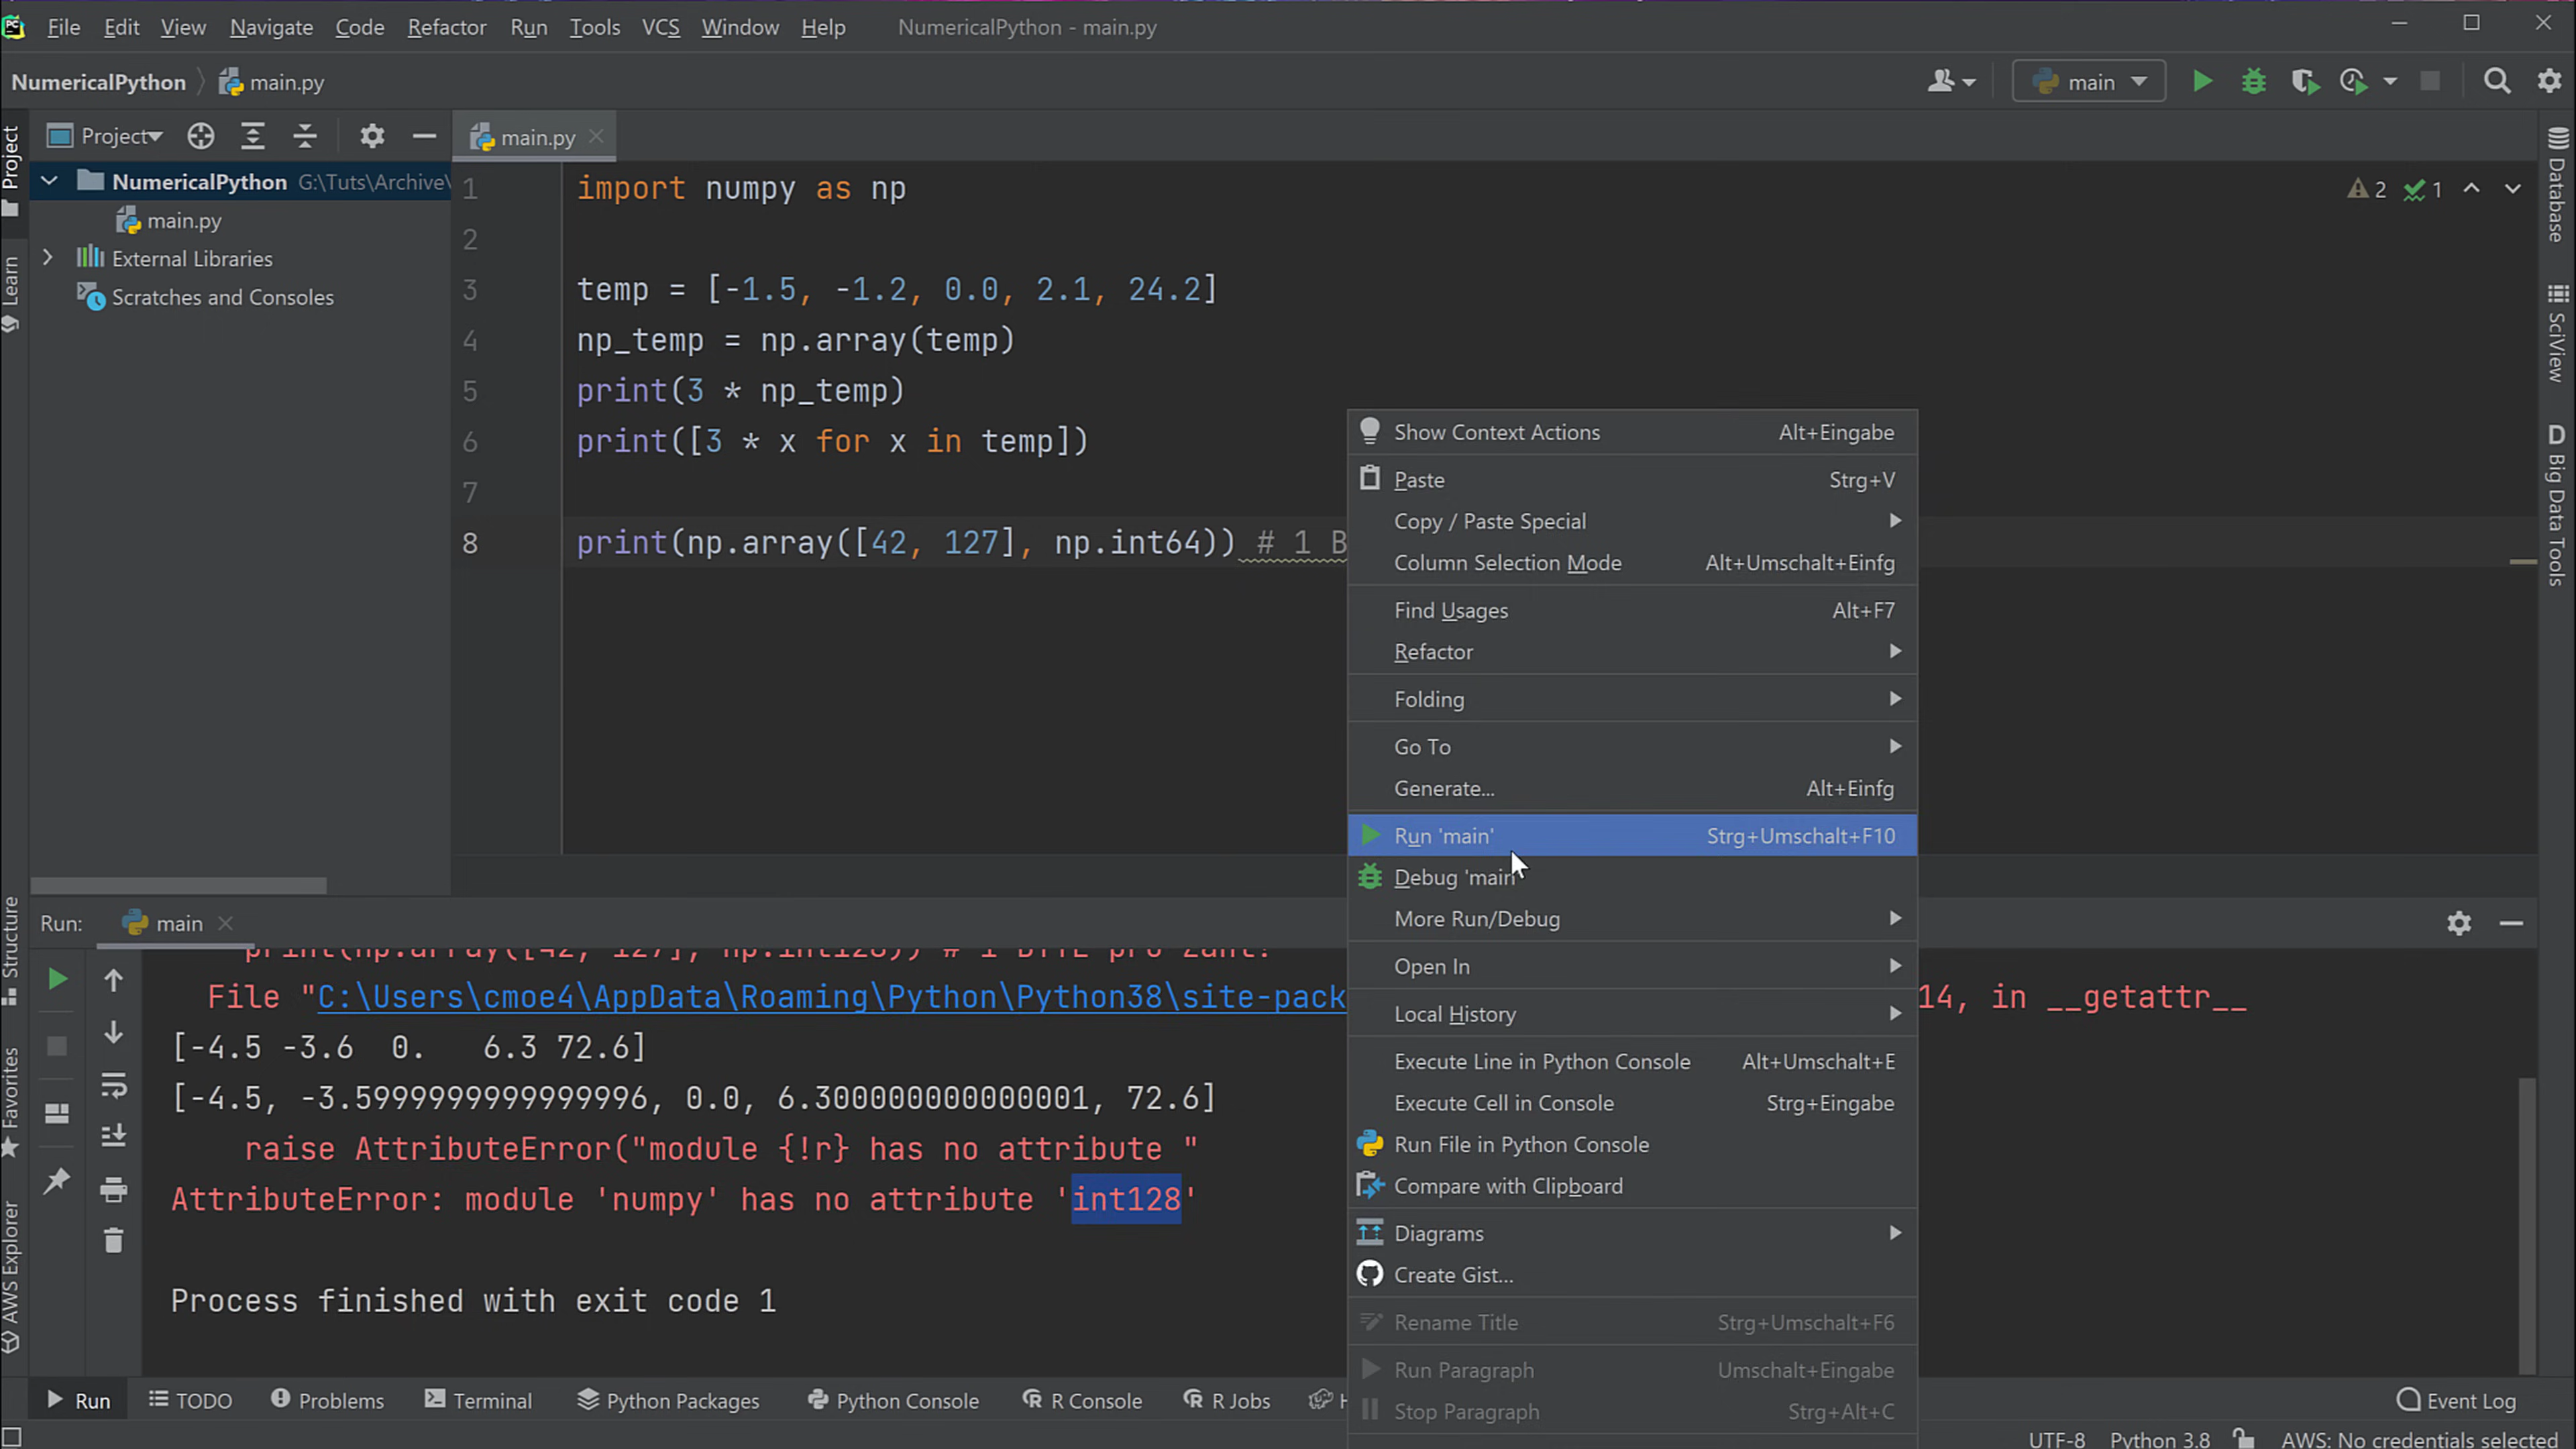 File Edit View Navigate Code Refactor Run Tools VCS Window Help NumericalPython - main.py
NumericalPython main.py main
Project main.py
NumericalPython G:\Tuts\Archive\
main.py
External Libraries
Scratches and Consoles
Project
Learn
Structure
Favorites
AWS Explorer
1 import numpy as np
2
3 temp = [-1.5, -1.2, 0.0, 2.1, 24.2]
4 np_temp = np.array(temp)
5 print(3 * np_temp)
6 print([3 * x for x in temp])
7
8 print(np.array([42, 127], np.int64)) # 1 B
2 1
Database
SciView
D Big Data Tools
Show Context Actions Alt+Eingabe
Paste Strg+V
Copy / Paste Special
Column Selection Mode Alt+Umschalt+Einfg
Find Usages Alt+F7
Refactor
Folding
Go To
Generate... Alt+Einfg
Run 'main' Strg+Umschalt+F10
Debug 'main'
More Run/Debug
Open In
Local History
Execute Line in Python Console Alt+Umschalt+E
Execute Cell in Console Strg+Eingabe
Run File in Python Console
Compare with Clipboard
Diagrams
Create Gist...
Rename Title Strg+Umschalt+F6
Run Paragraph Umschalt+Eingabe
Stop Paragraph Strg+Alt+C
Run: main
print(np.array([42, 127], np.int128)) # 1 BYTE pro Zahl!
File "C:\Users\cmoe4\AppData\Roaming\Python\Python38\site-pack 14, in __getattr__
[-4.5 -3.6 0. 6.3 72.6]
[-4.5, -3.5999999999999996, 0.0, 6.300000000000001, 72.6]
raise AttributeError("module {!r} has no attribute "
AttributeError: module 'numpy' has no attribute 'int128'
Process finished with exit code 1
Run TODO Problems Terminal Python Packages Python Console R Console R Jobs H Event Log
UTF-8 Python 3.8 AWS: No credentials selected